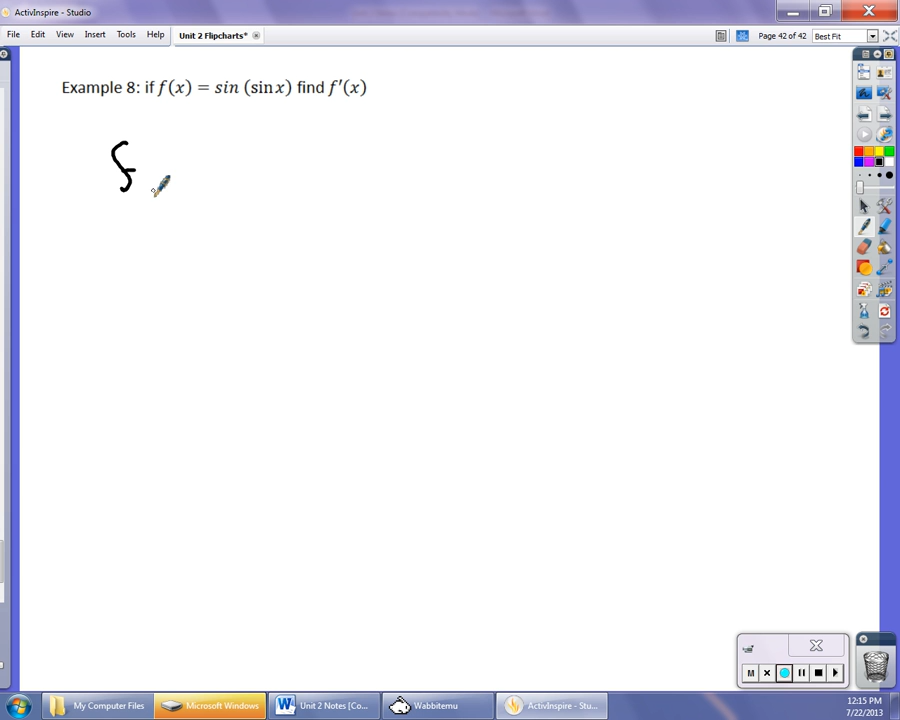 ActivInspire - Studio
File Edit View Insert Tools Help Unit 2 Flipcharts* Page 42 of 42 Best Fit
Example 8: if f(x) = sin (sin x) find f′(x)
f
M
My Computer Files Microsoft Windows Unit 2 Notes [Co... Wabbitemu ActivInspire - Stu...
12:15 PM
7/22/2013